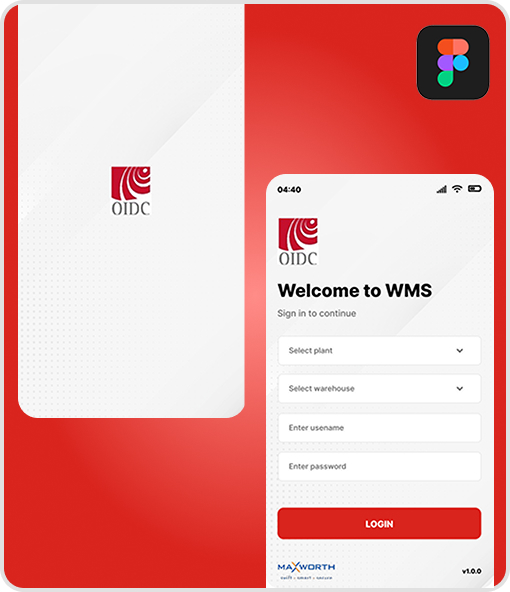 OIDC
04:40
OIDC
Welcome to WMS
Sign in to continue
Select plant
Select warehouse
Enter usename
Enter password
LOGIN
MAXWORTH
swift • smart • secure
v1.0.0